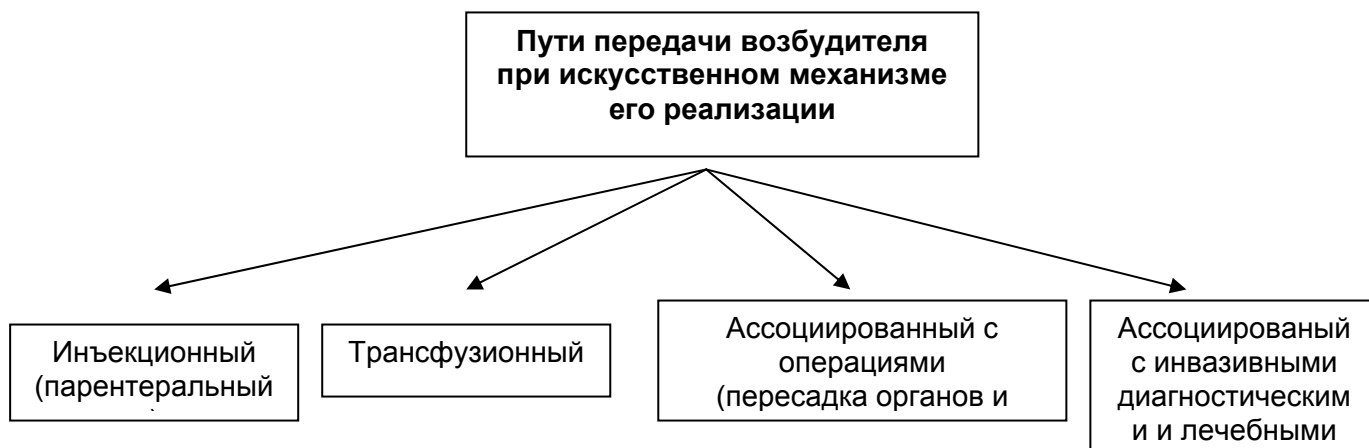 Пути передачи возбудителя
при искусственном механизме
его реализации
Инъекционный
(парентеральный
Трансфузионный
Ассоциированный с
операциями
(пересадка органов и
Ассоциированый
с инвазивными
диагностическим
и и лечебными